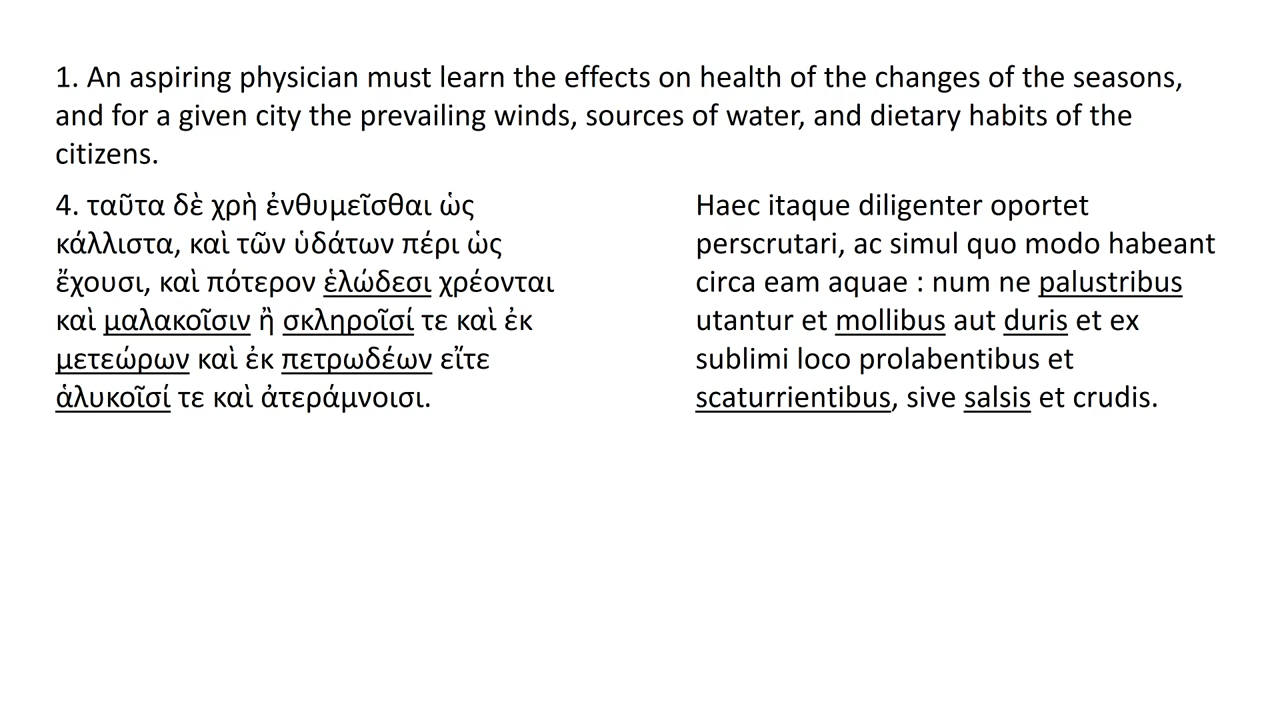 1. An aspiring physician must learn the effects on health of the changes of the seasons,
and for a given city the prevailing winds, sources of water, and dietary habits of the
citizens.
4. ταῦτα δὲ χρὴ ἐνθυμεῖσθαι ὡς
κάλλιστα, καὶ τῶν ὑδάτων πέρι ὡς
ἔχουσι, καὶ πότερον ἑλώδεσι χρέονται
καὶ μαλακοῖσιν ἢ σκληροῖσί τε καὶ ἐκ
μετεώρων καὶ ἐκ πετρωδέων εἴτε
ἁλυκοῖσί τε καὶ ἀτεράμνοισι.
Haec itaque diligenter oportet
perscrutari, ac simul quo modo habeant
circa eam aquae : num ne palustribus
utantur et mollibus aut duris et ex
sublimi loco prolabentibus et
scaturrientibus, sive salsis et crudis.